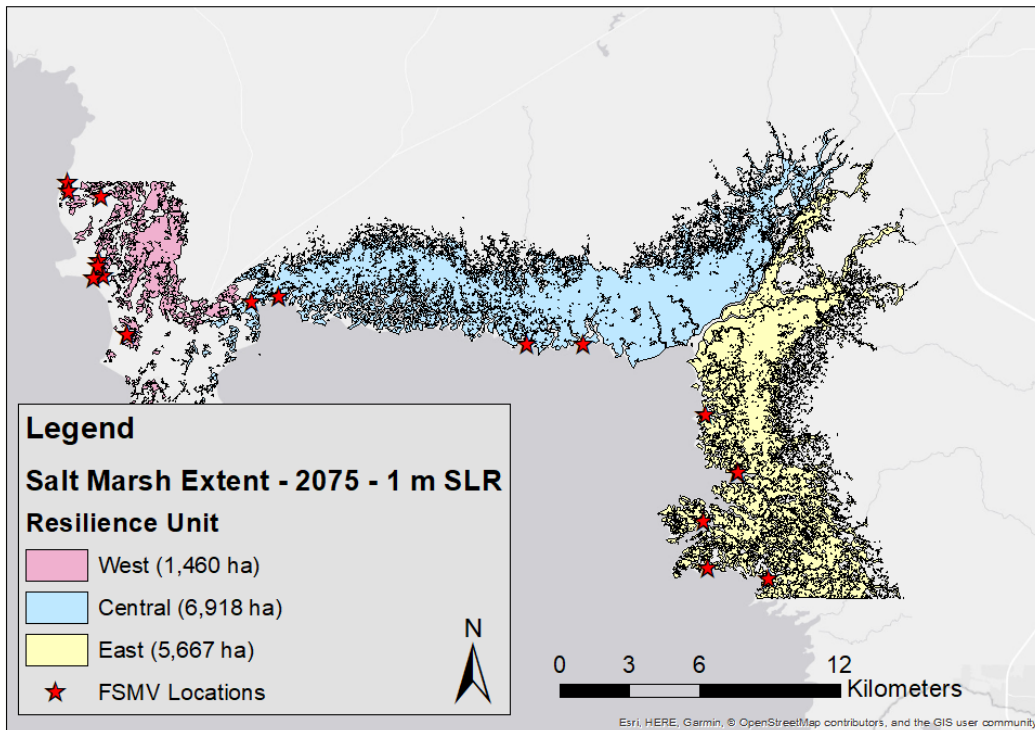 Legend
Salt Marsh Extent - 2075 - 1 m SLR
Resilience Unit
West (1,460 ha)
Central (6,918 ha)
East (5,667 ha)
FSMV Locations
N
0 3 6 12
Kilometers
Esri, HERE, Garmin, © OpenStreetMap contributors, and the GIS user community